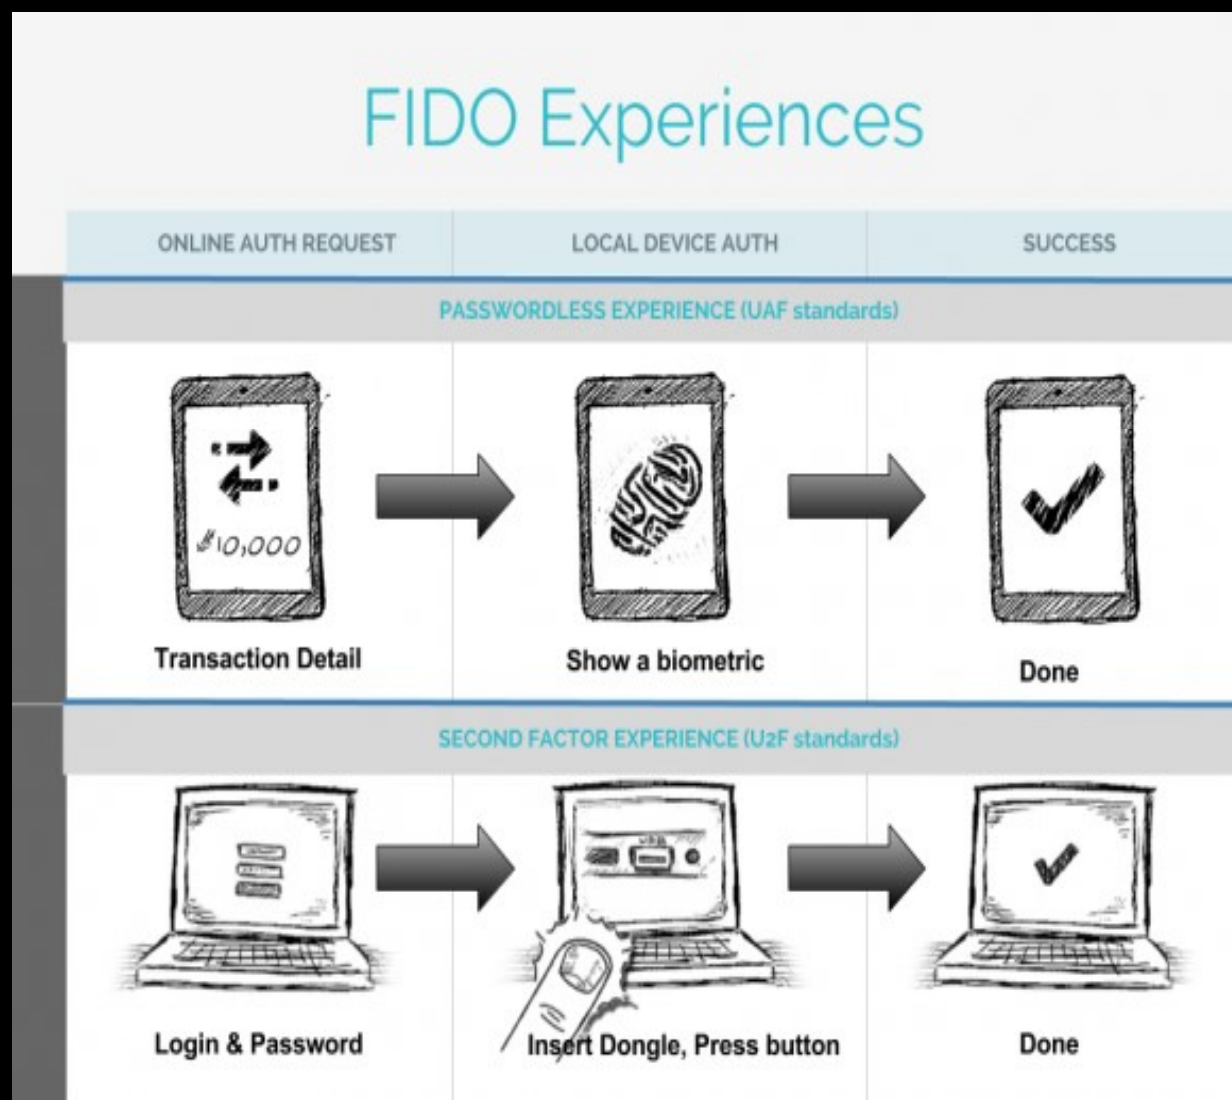 FIDO Experiences
ONLINE AUTH REQUEST LOCAL DEVICE AUTH SUCCESS
PASSWORDLESS EXPERIENCE (UAF standards)
$10,000
Transaction Detail Show a biometric Done
SECOND FACTOR EXPERIENCE (U2F standards)
Login & Password Insert Dongle, Press button Done